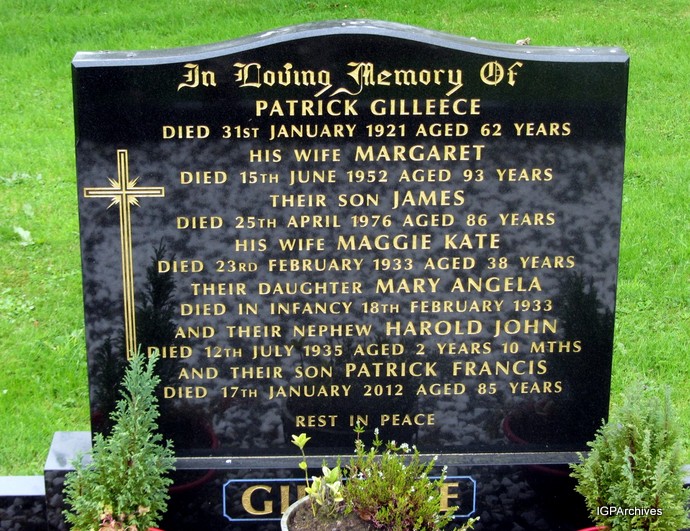 In Loving Memory Of
PATRICK GILLEECE
DIED 31ST JANUARY 1921 AGED 62 YEARS
HIS WIFE MARGARET
DIED 15TH JUNE 1952 AGED 93 YEARS
THEIR SON JAMES
DIED 25TH APRIL 1976 AGED 86 YEARS
HIS WIFE MAGGIE KATE
DIED 23RD FEBRUARY 1933 AGED 38 YEARS
THEIR DAUGHTER MARY ANGELA
DIED IN INFANCY 18TH FEBRUARY 1933
AND THEIR NEPHEW HAROLD JOHN
DIED 12TH JULY 1935 AGED 2 YEARS 10 MTHS
AND THEIR SON PATRICK FRANCIS
DIED 17TH JANUARY 2012 AGED 85 YEARS
REST IN PEACE
IGPArchives